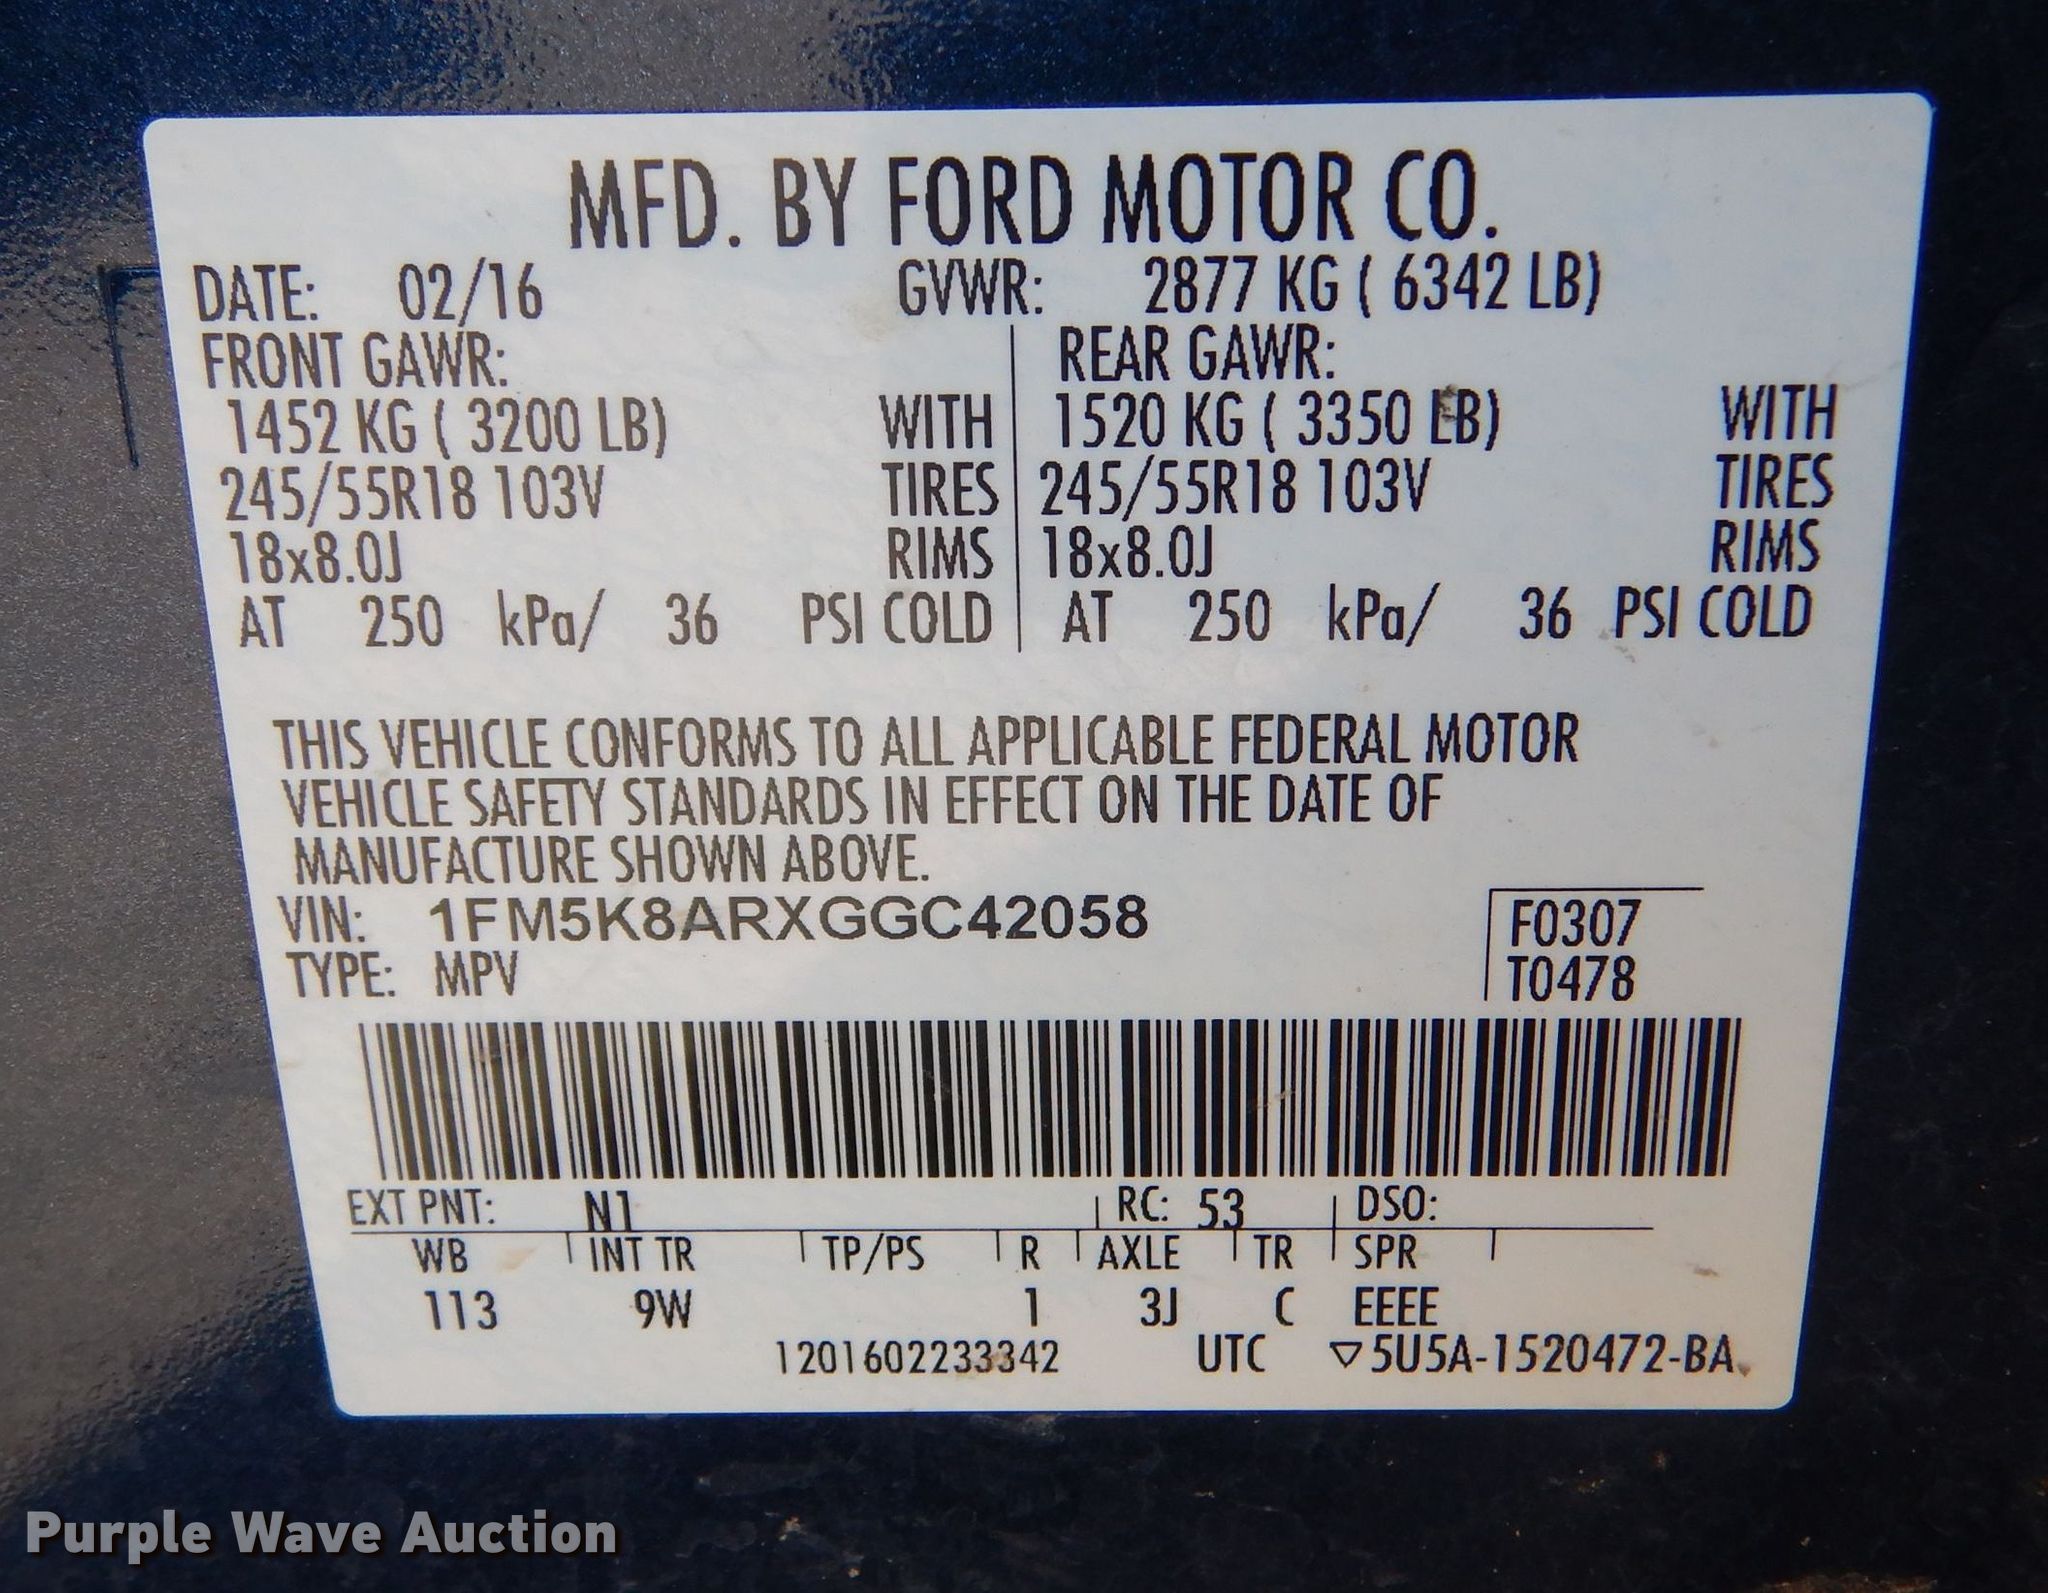 MFD. BY FORD MOTOR CO.
DATE: 02/16 GVWR: 2877 KG ( 6342 LB)
FRONT GAWR: REAR GAWR:
1452 KG ( 3200 LB) WITH 1520 KG ( 3350 LB) WITH
245/55R18 103V TIRES 245/55R18 103V TIRES
18x8.0J RIMS 18x8.0J RIMS
AT 250 kPa/ 36 PSI COLD AT 250 kPa/ 36 PSI COLD
THIS VEHICLE CONFORMS TO ALL APPLICABLE FEDERAL MOTOR
VEHICLE SAFETY STANDARDS IN EFFECT ON THE DATE OF
MANUFACTURE SHOWN ABOVE.
VIN: 1FM5K8ARXGGC42058 F0307
TYPE: MPV T0478
EXT PNT: N1 RC: 53 DSO:
WB INT TR TP/PS R AXLE TR SPR
113 9W 1 3J C EEEE
1201602233342 UTC ▽5U5A-1520472-BA
Purple Wave Auction